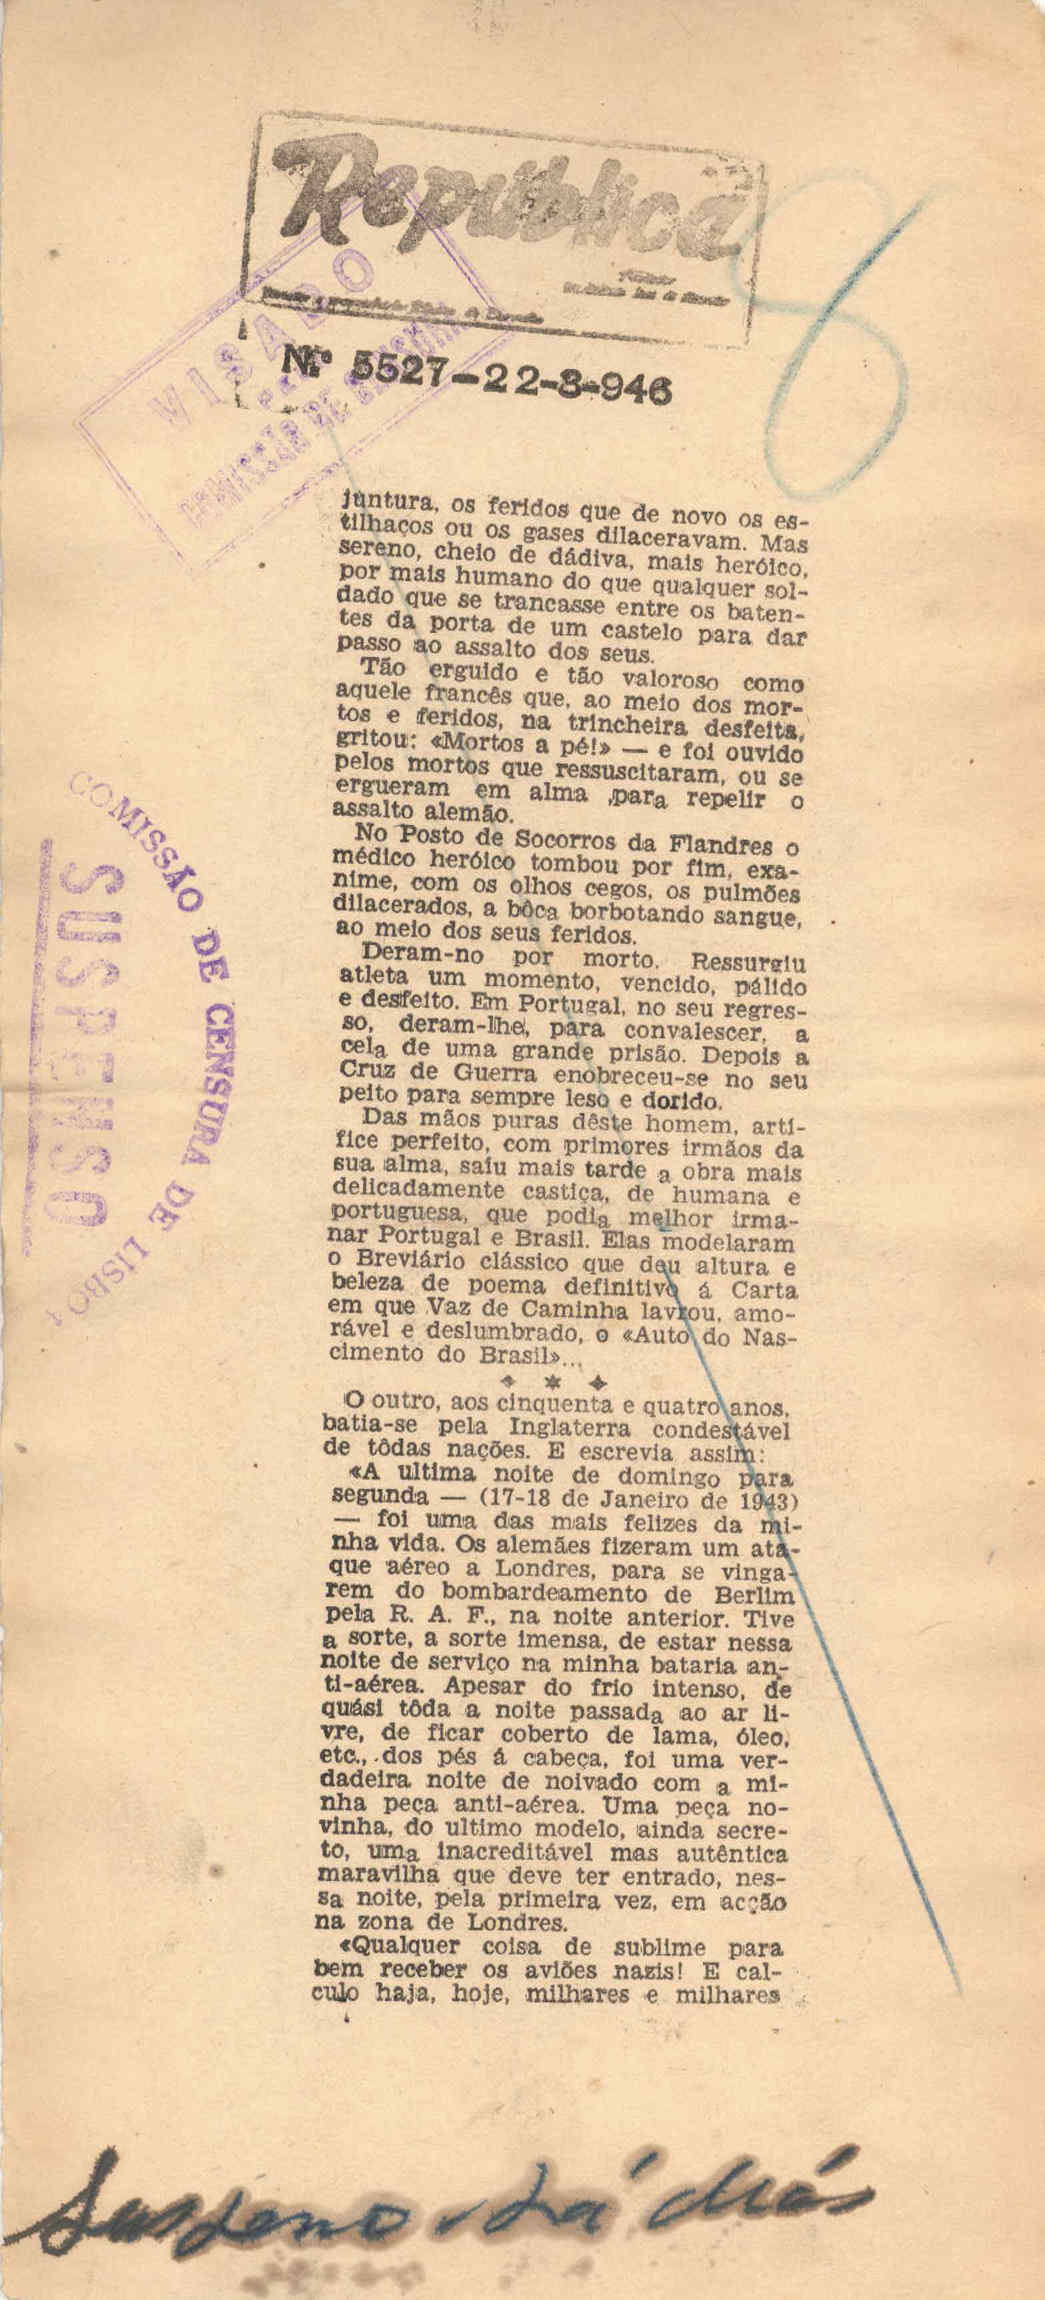 República
VISADO
COMISSÃO DE CENSURA
N.º 5527-22-3-946
juntura, os feridos que de novo os es-
tilhaços ou os gases dilaceravam. Mas
sereno, cheio de dádiva, mais heróico,
por mais humano do que qualquer sol-
dado que se trancasse entre os baten-
tes da porta de um castelo para dar
passo ao assalto dos seus.
Tão erguido e tão valoroso como
aquele francês que, ao meio dos mor-
tos e feridos, na trincheira desfeita,
gritou: «Mortos a pé!» — e foi ouvido
pelos mortos que ressuscitaram, ou se
ergueram em alma ,para repelir o
assalto alemão.
No Posto de Socorros da Flandres o
médico heróico tombou por fim, exa-
nime, com os olhos cegos, os pulmões
dilacerados, a bôca borbotando sangue,
ao meio dos seus feridos.
Deram-no por morto. Ressurgiu
atleta um momento, vencido, pálido
e desfeito. Em Portugal, no seu regres-
so, deram-lhe, para convalescer, a
cela de uma grande prisão. Depois a
Cruz de Guerra enobreceu-se no seu
peito para sempre leso e dorido.
Das mãos puras dêste homem, artí-
fice perfeito, com primores irmãos da
sua alma, saíu mais tarde a obra mais
delicadamente castiça, de humana e
portuguesa, que podia melhor irma-
nar Portugal e Brasil. Elas modelaram
o Breviário clássico que deu altura e
beleza de poema definitivo á Carta
em que Vaz de Caminha lavrou, amo-
rável e deslumbrado, o «Auto do Nas-
cimento do Brasil»...
O outro, aos cinquenta e quatro anos,
batia-se pela Inglaterra condestável
de tôdas nações. E escrevia assim:
«A ultima noite de domingo para
segunda — (17-18 de Janeiro de 1943)
— foi uma das mais felizes da mi-
nha vida. Os alemães fizeram um ata-
que aéreo a Londres, para se vinga-
rem do bombardeamento de Berlim
pela R. A. F., na noite anterior. Tive
a sorte, a sorte imensa, de estar nessa
noite de serviço na minha bataria an-
ti-aérea. Apesar do frio intenso, de
quási tôda a noite passada ao ar li-
vre, de ficar coberto de lama, óleo,
etc., dos pés á cabeça, foi uma ver-
dadeira noite de noivado com a mi-
nha peça anti-aérea. Uma peça no-
vinha, do ultimo modelo, ainda secre-
to, uma inacreditável mas autêntica
maravilha que deve ter entrado, nes-
sa noite, pela primeira vez, em acção
na zona de Londres.
«Qualquer coisa de sublime para
bem receber os aviões nazis! E cal-
culo haja, hoje, milhares e milhares
COMISSÃO DE CENSURA DE LISBOA
SUSPENSO
Suspenso